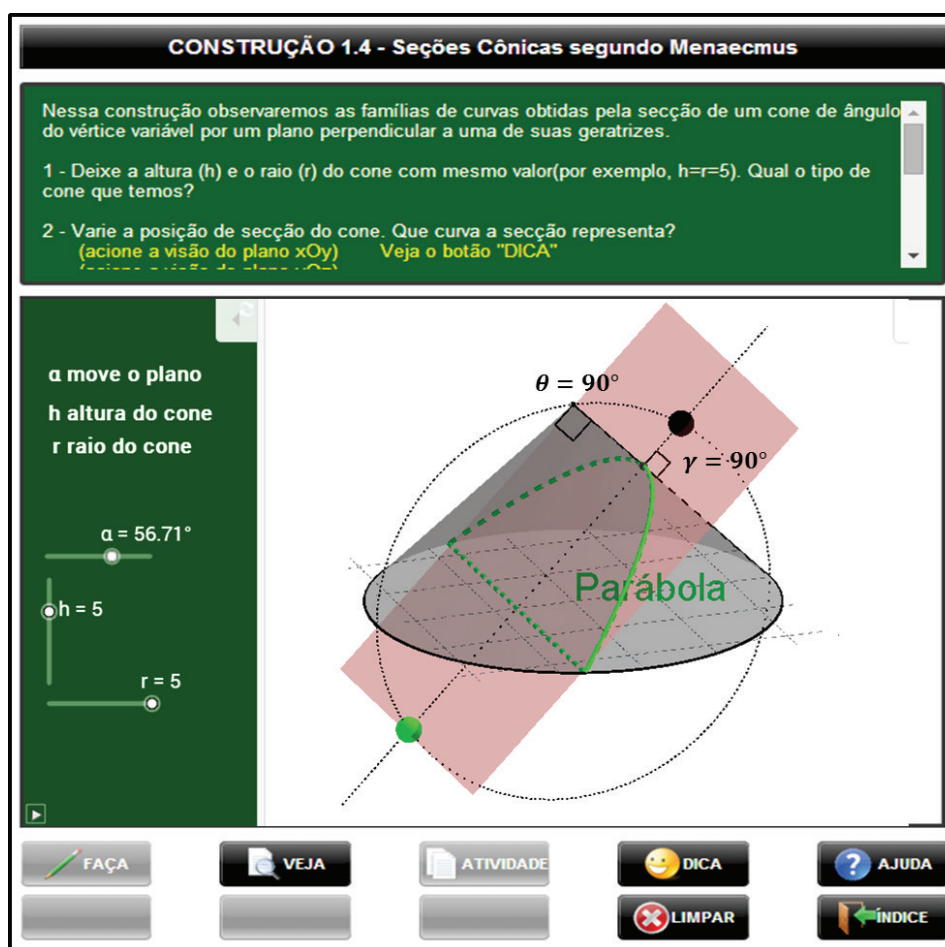 CONSTRUÇÃO 1.4 - Seções Cônicas segundo Menaecmus
Nessa construção observaremos as famílias de curvas obtidas pela secção de um cone de ângulo
do vértice variável por um plano perpendicular a uma de suas geratrizes.
1 - Deixe a altura (h) e o raio (r) do cone com mesmo valor(por exemplo, h=r=5). Qual o tipo de
cone que temos?
2 - Varie a posição de secção do cone. Que curva a secção representa?
(acione a visão do plano xOy) Veja o botão "DICA"
α move o plano
h altura do cone
r raio do cone
α = 56.71°
h = 5
r = 5
θ = 90°
γ = 90°
Parábola
FAÇA
VEJA
ATIVIDADE
DICA
AJUDA
LIMPAR
ÍNDICE